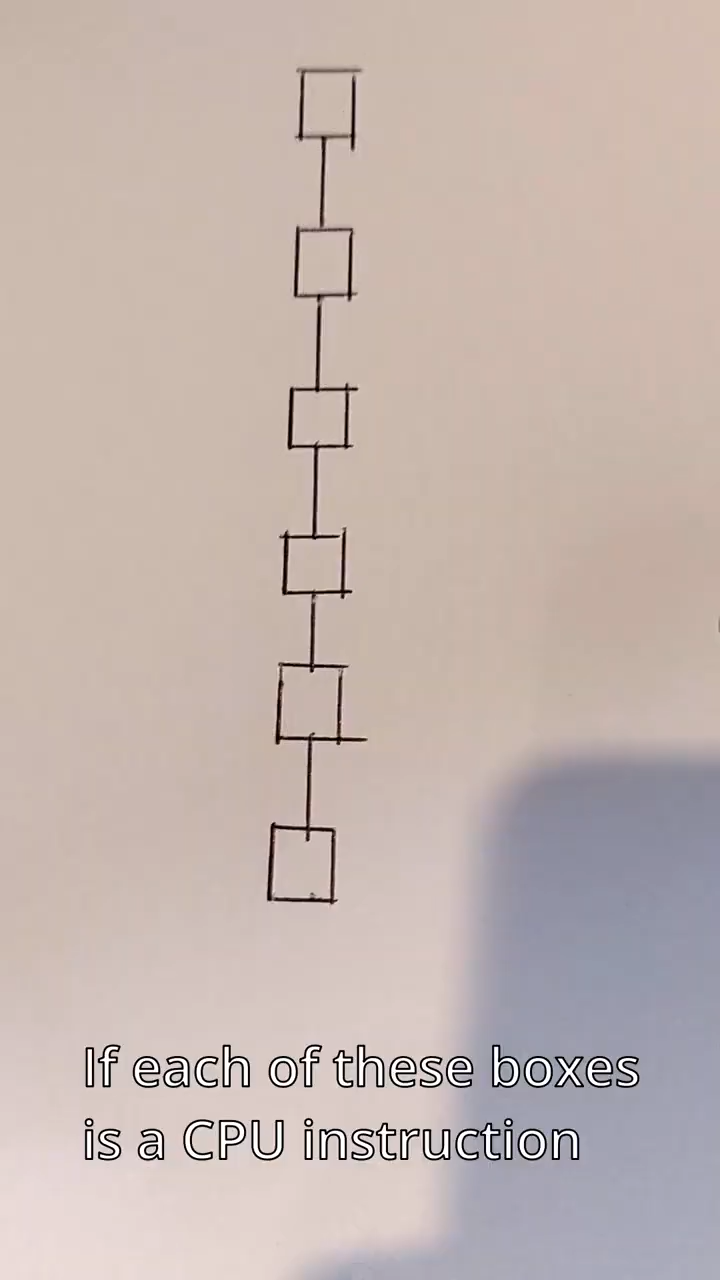 If each of these boxes
is a CPU instruction